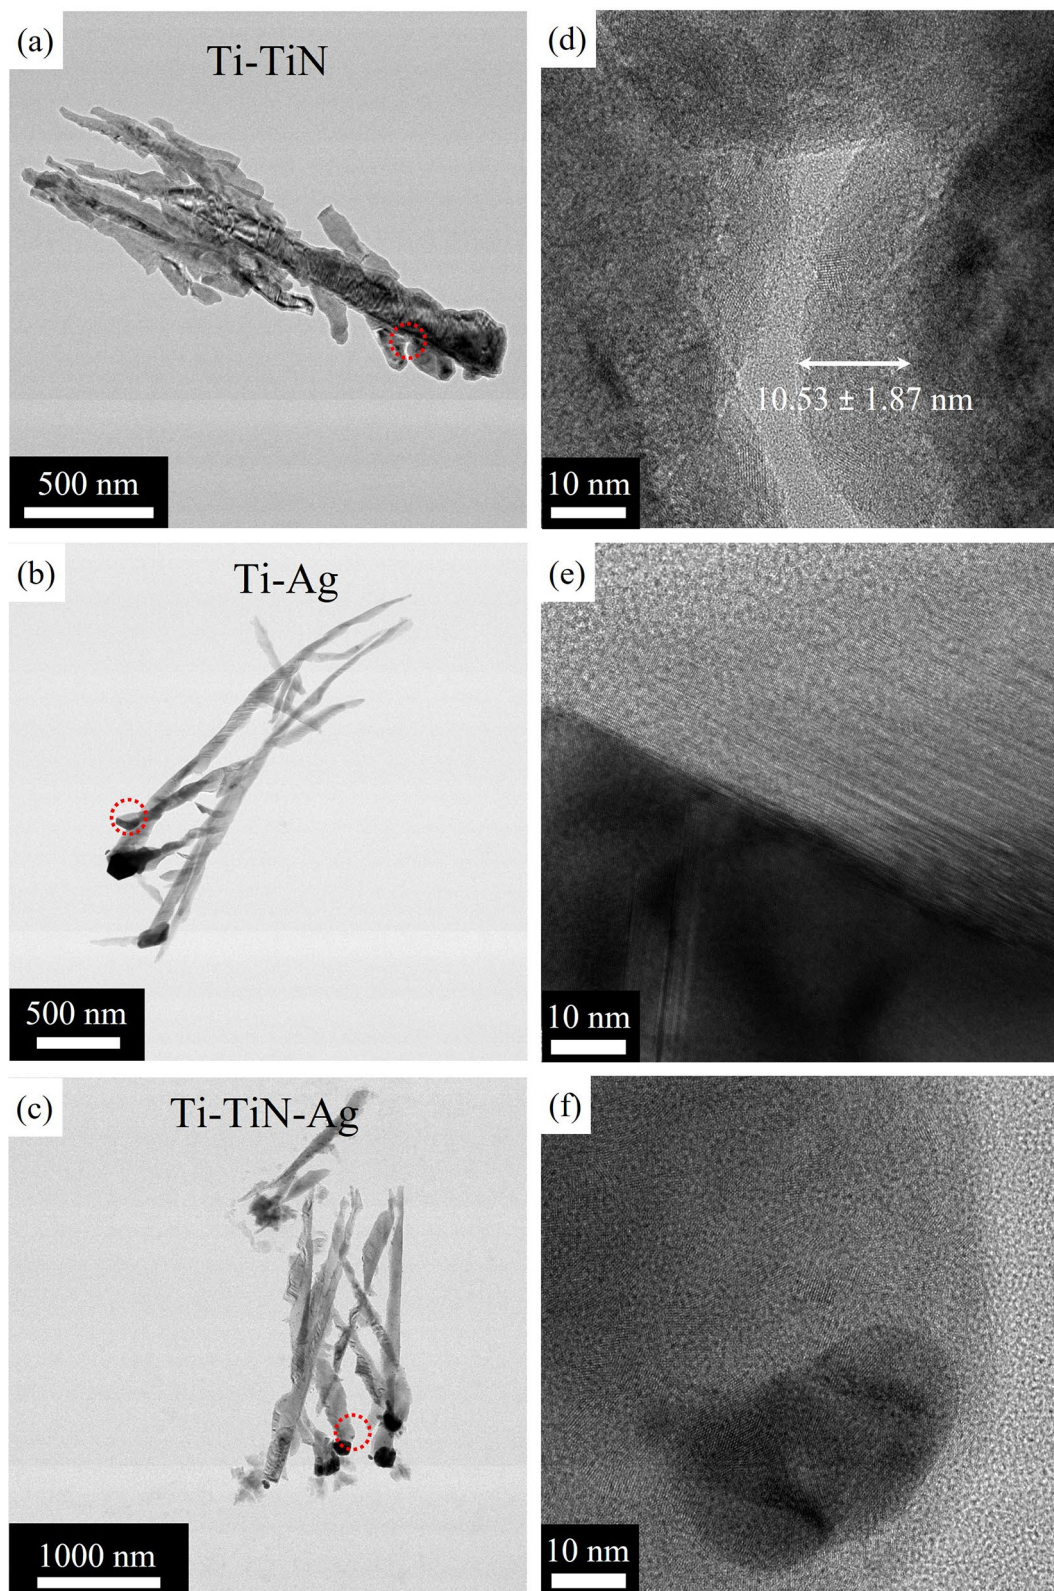 (a)
Ti-TiN
500 nm
(d)
10.53 ± 1.87 nm
10 nm
(b)
Ti-Ag
500 nm
(e)
10 nm
(c)
Ti-TiN-Ag
1000 nm
(f)
10 nm